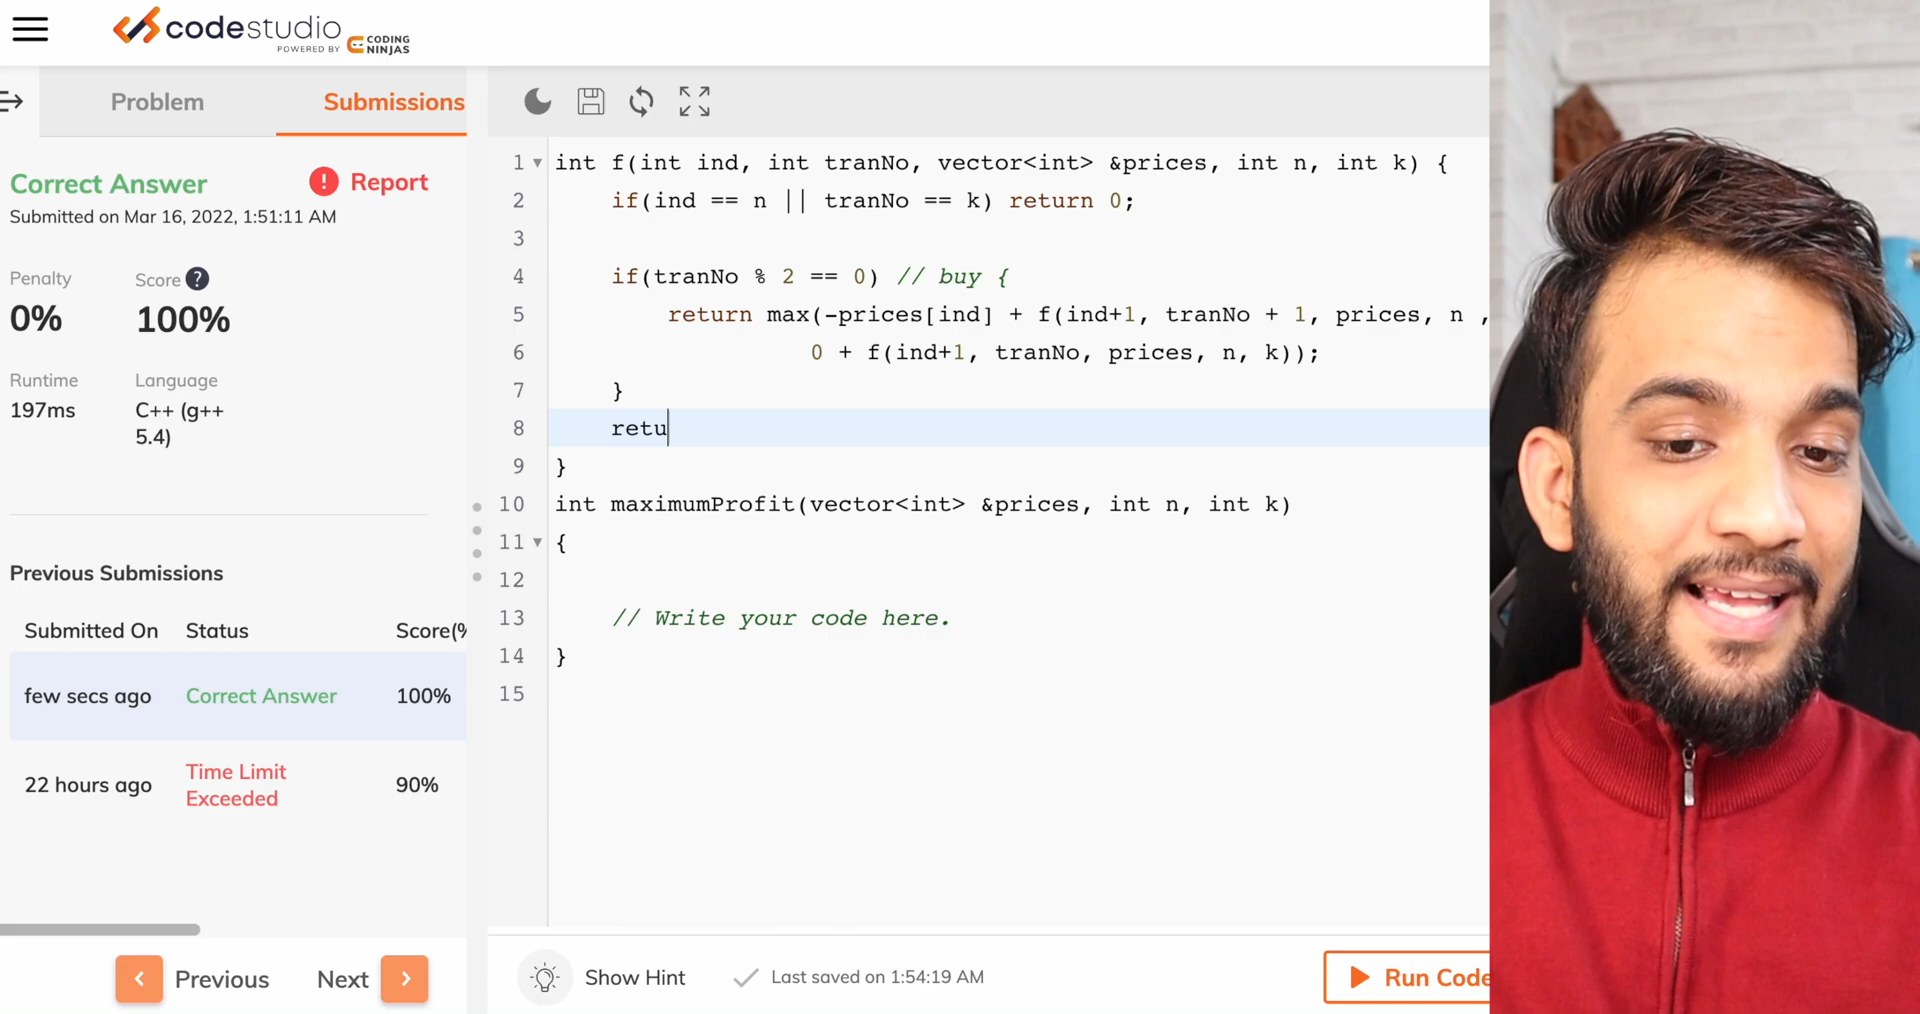 codestudio
POWERED BY CODING NINJAS
Problem
Submissions
Correct Answer
Report
Submitted on Mar 16, 2022, 1:51:11 AM
Penalty
Score ?
0%
100%
Runtime
Language
197ms
C++ (g++
5.4)
Previous Submissions
Submitted On Status Score(%
few secs ago Correct Answer 100%
22 hours ago Time Limit Exceeded 90%
Previous Next
1 int f(int ind, int tranNo, vector<int> &prices, int n, int k) {
2 if(ind == n || tranNo == k) return 0;
3
4 if(tranNo % 2 == 0) // buy {
5 return max(-prices[ind] + f(ind+1, tranNo + 1, prices, n ,
6 0 + f(ind+1, tranNo, prices, n, k));
7 }
8 retu
9 }
10 int maximumProfit(vector<int> &prices, int n, int k)
11 {
12
13 // Write your code here.
14 }
15
Show Hint
Last saved on 1:54:19 AM
Run Code